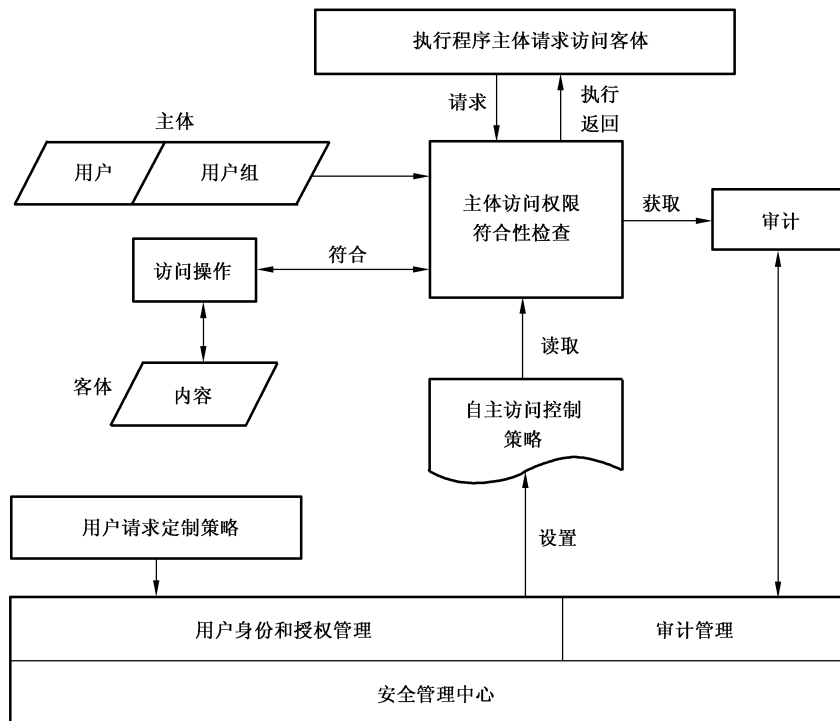 执行程序主体请求访问客体
请求
执行
返回
主体
用户
用户组
主体访问权限
符合性检查
获取
审计
访问操作
符合
读取
客体
内容
自主访问控制
策略
用户请求定制策略
设置
用户身份和授权管理
审计管理
安全管理中心